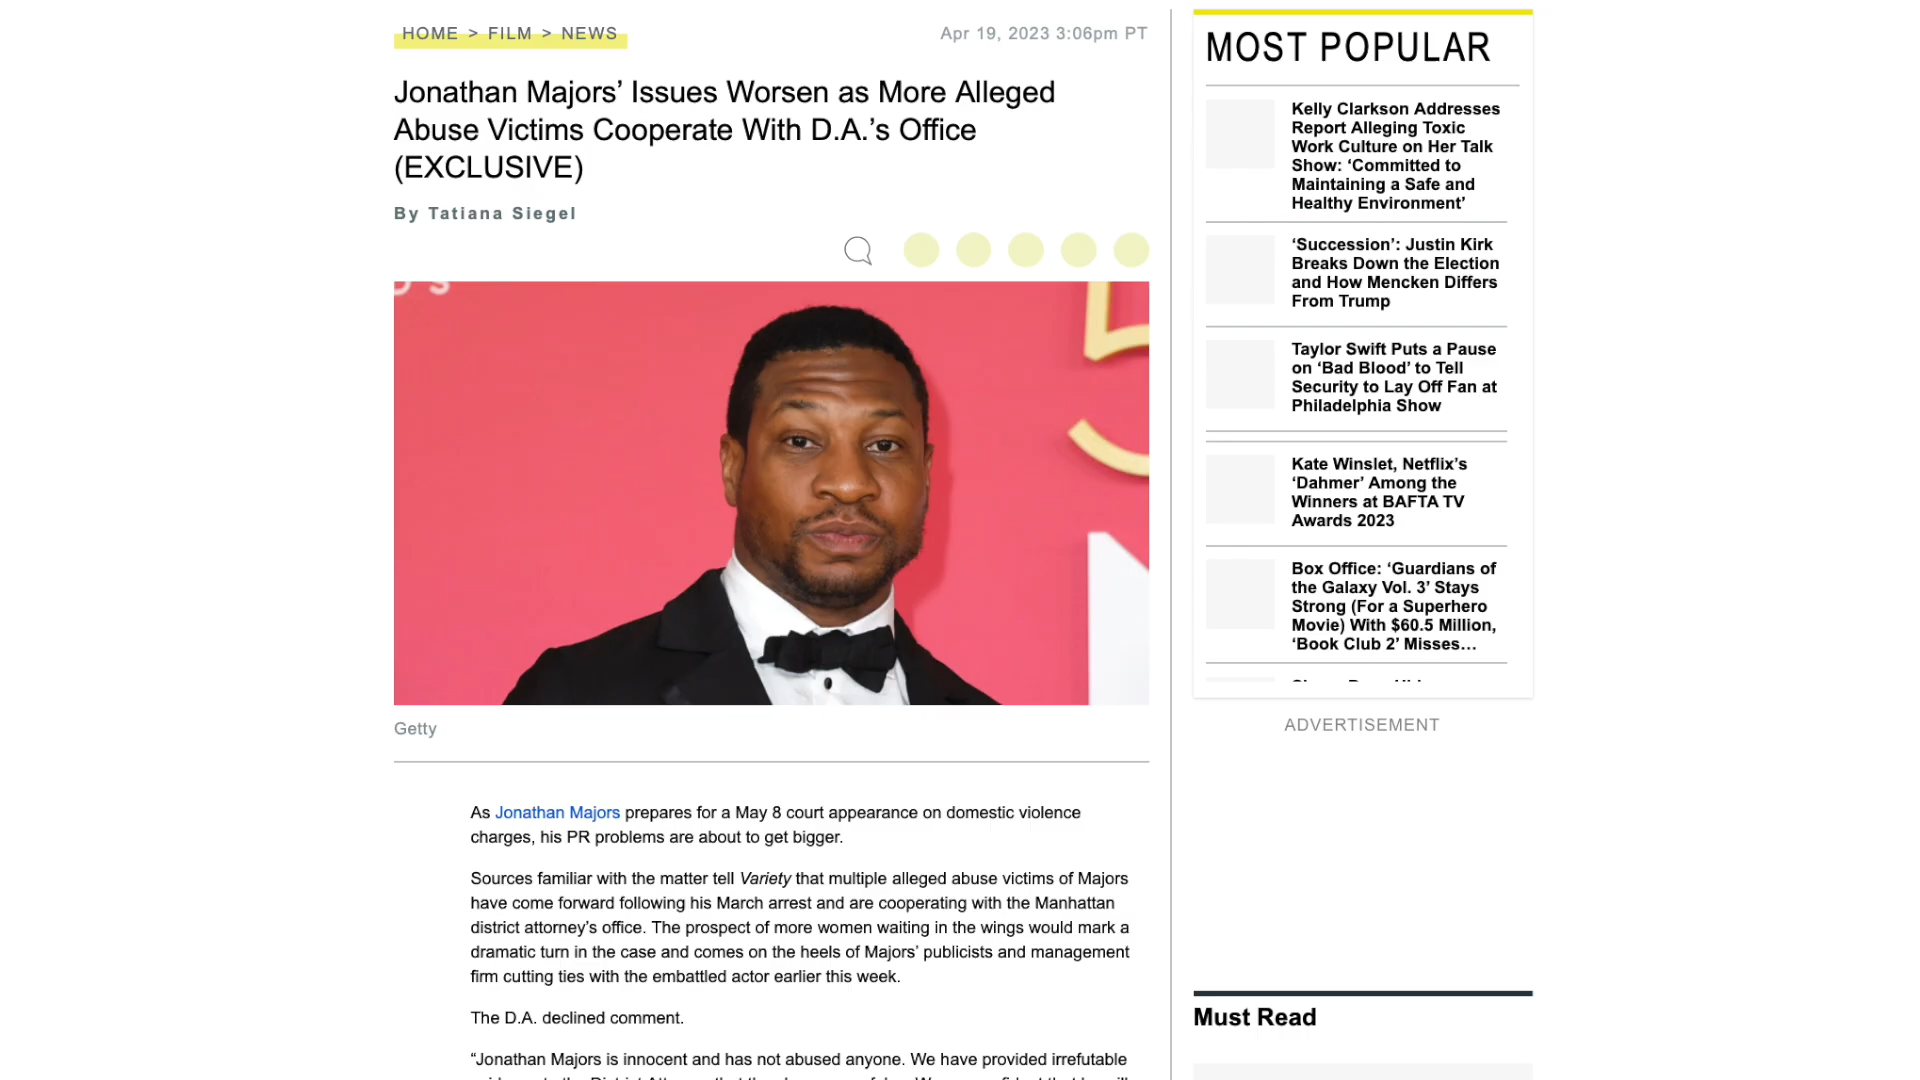 HOME > FILM > NEWS
Apr 19, 2023 3:06pm PT
Jonathan Majors’ Issues Worsen as More Alleged
Abuse Victims Cooperate With D.A.’s Office
(EXCLUSIVE)
By Tatiana Siegel
Getty
As Jonathan Majors prepares for a May 8 court appearance on domestic violence
charges, his PR problems are about to get bigger.
Sources familiar with the matter tell Variety that multiple alleged abuse victims of Majors
have come forward following his March arrest and are cooperating with the Manhattan
district attorney’s office. The prospect of more women waiting in the wings would mark a
dramatic turn in the case and comes on the heels of Majors’ publicists and management
firm cutting ties with the embattled actor earlier this week.
The D.A. declined comment.
“Jonathan Majors is innocent and has not abused anyone. We have provided irrefutable
MOST POPULAR
Kelly Clarkson Addresses
Report Alleging Toxic
Work Culture on Her Talk
Show: ‘Committed to
Maintaining a Safe and
Healthy Environment’
‘Succession’: Justin Kirk
Breaks Down the Election
and How Mencken Differs
From Trump
Taylor Swift Puts a Pause
on ‘Bad Blood’ to Tell
Security to Lay Off Fan at
Philadelphia Show
Kate Winslet, Netflix’s
‘Dahmer’ Among the
Winners at BAFTA TV
Awards 2023
Box Office: ‘Guardians of
the Galaxy Vol. 3’ Stays
Strong (For a Superhero
Movie) With $60.5 Million,
‘Book Club 2’ Misses…
ADVERTISEMENT
Must Read